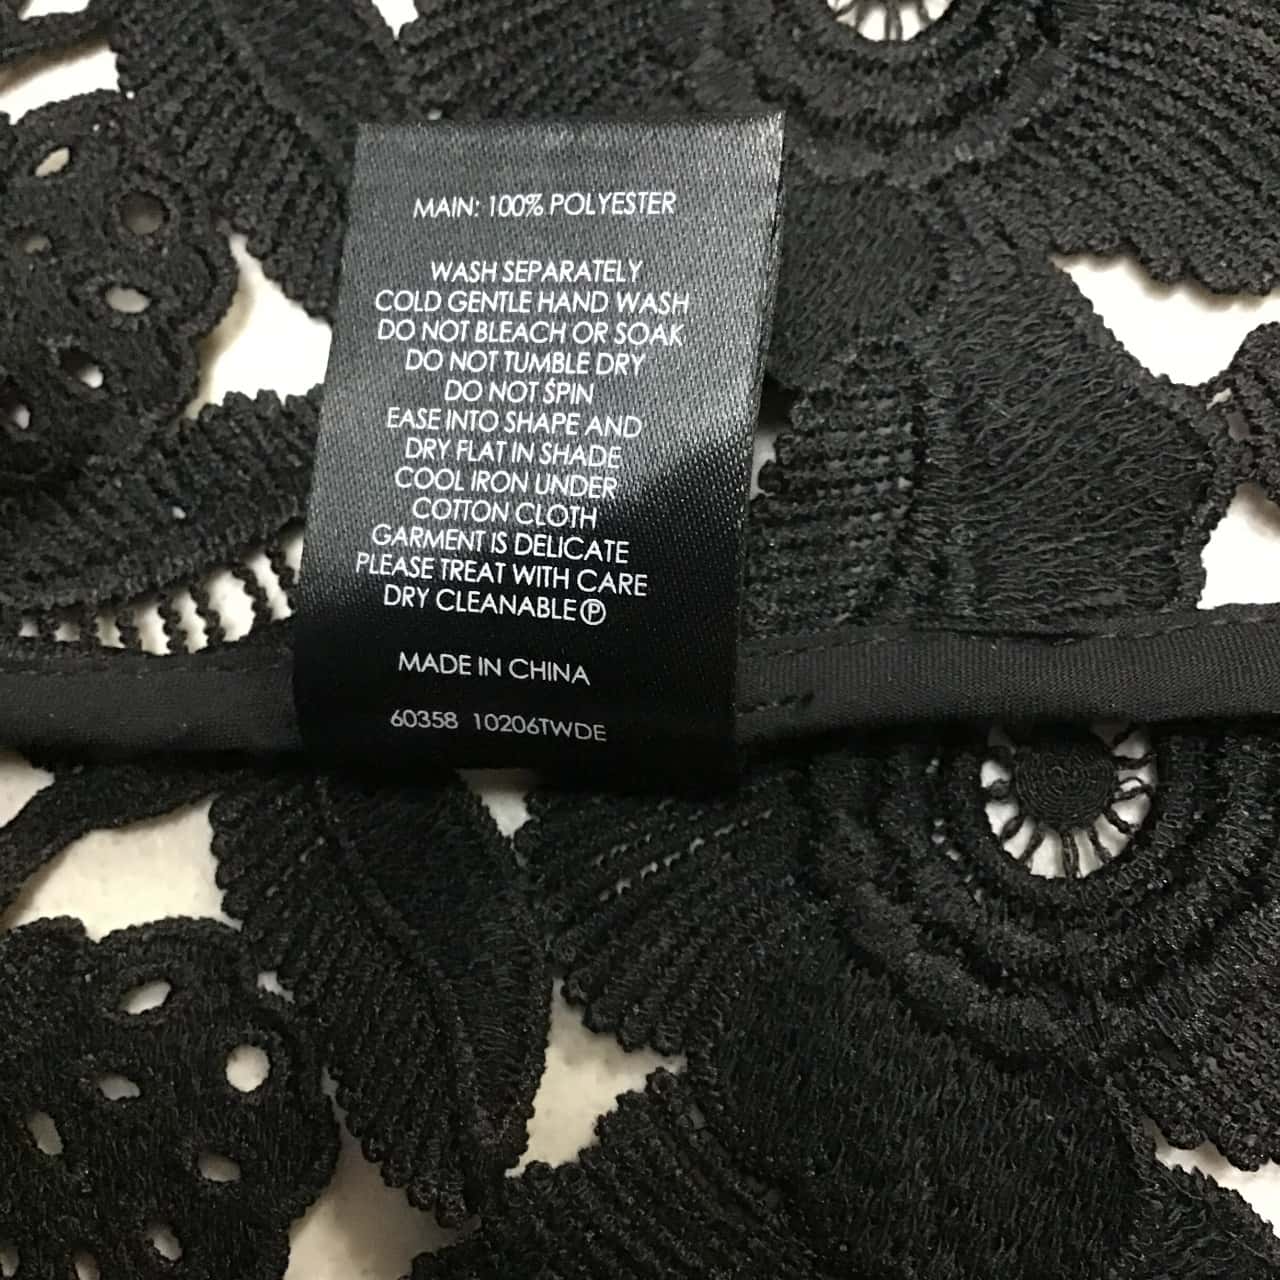 MAIN: 100% POLYESTER
WASH SEPARATELY
COLD GENTLE HAND WASH
DO NOT BLEACH OR SOAK
DO NOT TUMBLE DRY
DO NOT SPIN
EASE INTO SHAPE AND
DRY FLAT IN SHADE
COOL IRON UNDER
COTTON CLOTH
GARMENT IS DELICATE
PLEASE TREAT WITH CARE
DRY CLEANABLE Ⓟ
MADE IN CHINA
60358 10206TWDE